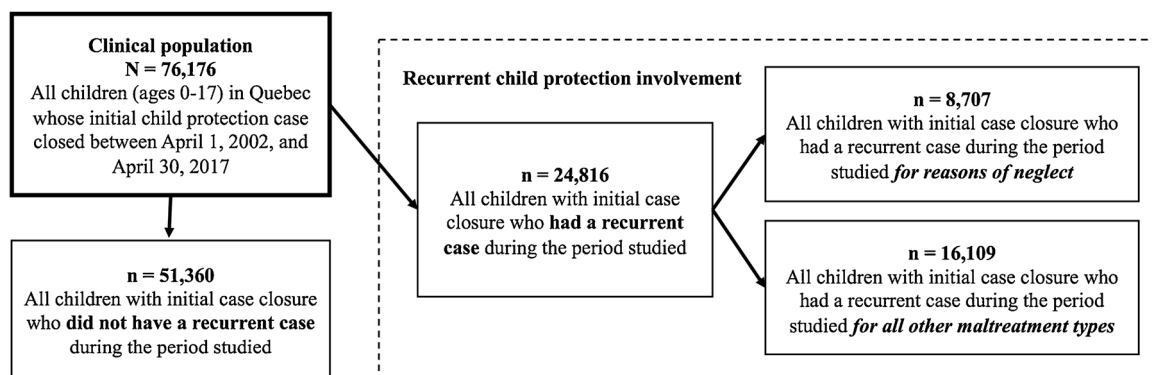 Clinical population
N = 76,176
All children (ages 0-17) in Quebec
whose initial child protection case
closed between April 1, 2002, and
April 30, 2017
n = 51,360
All children with initial case closure
who did not have a recurrent case
during the period studied
Recurrent child protection involvement
n = 24,816
All children with initial case
closure who had a recurrent
case during the period studied
n = 8,707
All children with initial case closure who
had a recurrent case during the period
studied for reasons of neglect
n = 16,109
All children with initial case closure who
had a recurrent case during the period
studied for all other maltreatment types